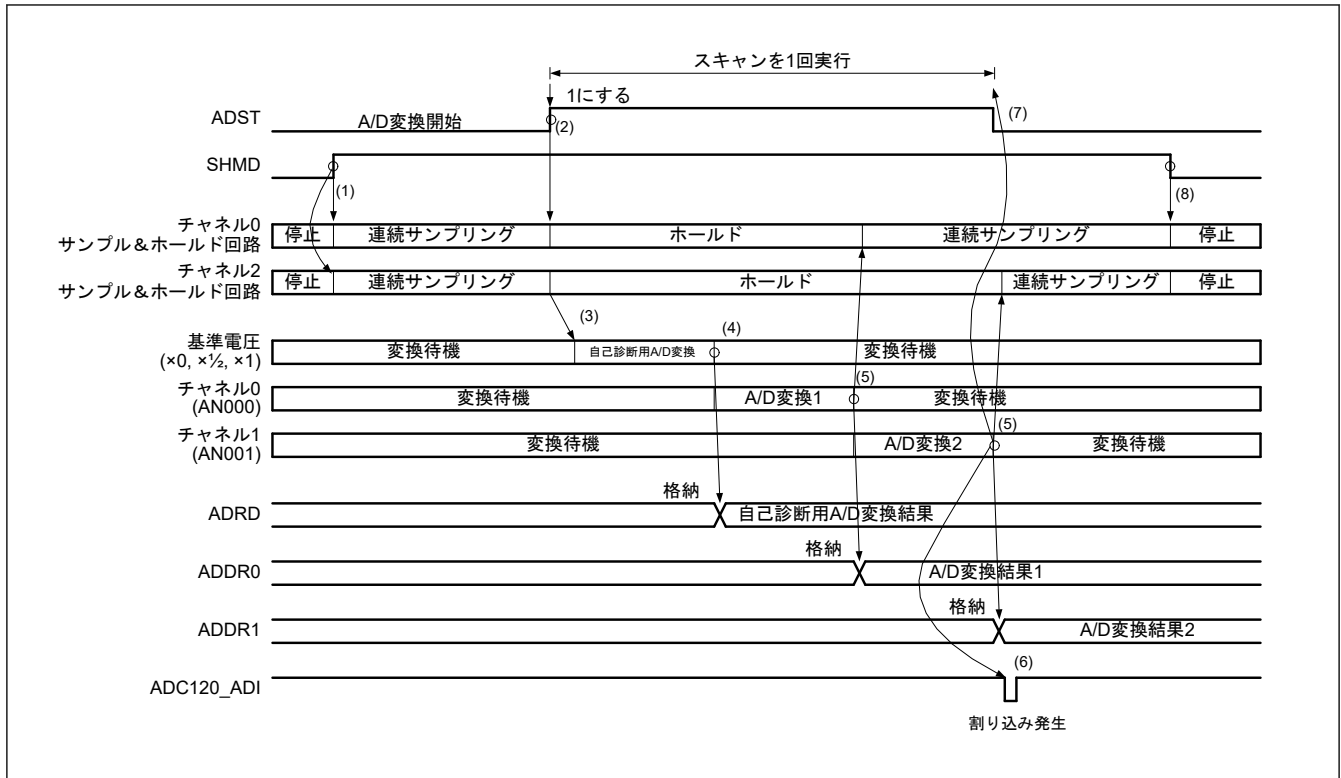 スキャンを1回実行
1にする
ADST
A/D変換開始
(2)
(7)
SHMD
(1)
(8)
チャネル0
サンプル&ホールド回路
停止
連続サンプリング
ホールド
連続サンプリング
停止
チャネル2
サンプル&ホールド回路
停止
連続サンプリング
ホールド
連続サンプリング
停止
(3)
(4)
基準電圧
(×0, ×½, ×1)
変換待機
自己診断用A/D変換
変換待機
(5)
チャネル0
(AN000)
変換待機
A/D変換1
変換待機
(5)
チャネル1
(AN001)
変換待機
A/D変換2
変換待機
格納
ADRD
自己診断用A/D変換結果
格納
ADDR0
A/D変換結果1
格納
ADDR1
A/D変換結果2
(6)
ADC120_ADI
割り込み発生